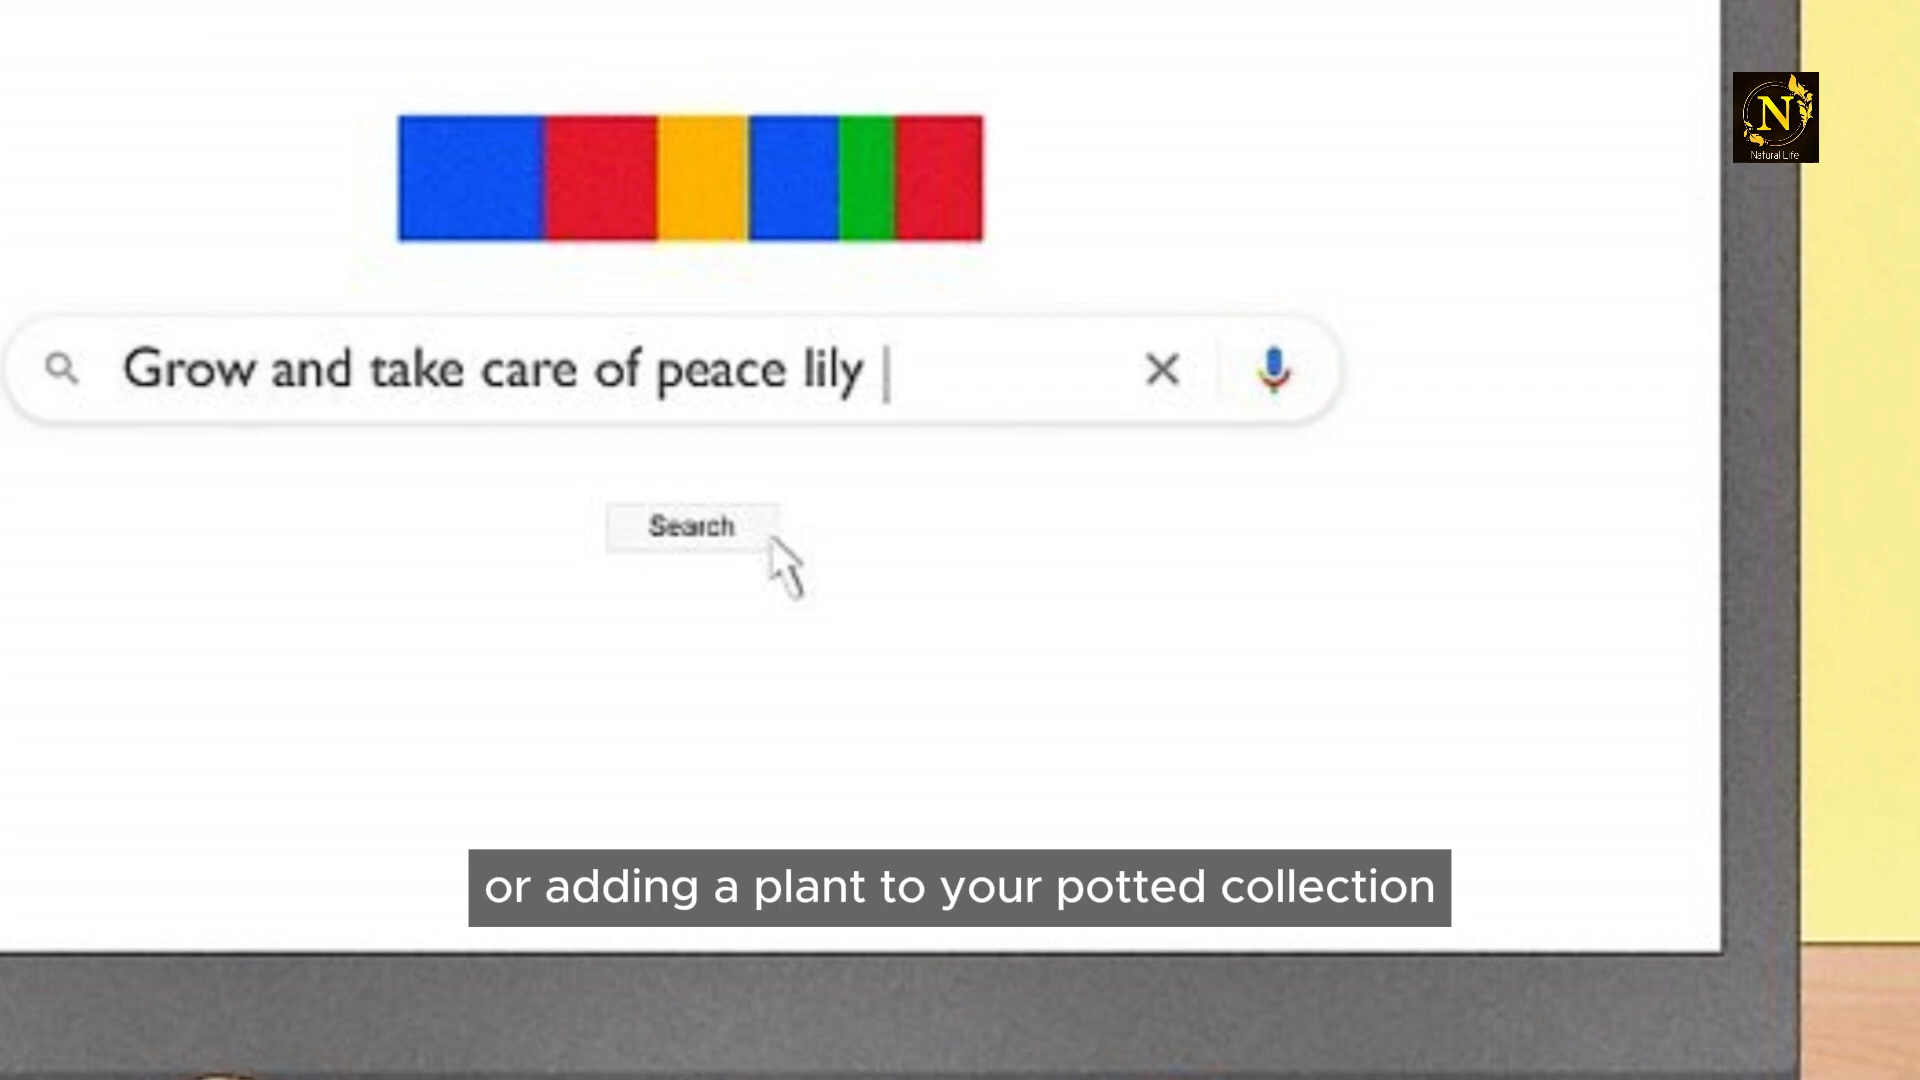 N
Natural Life
Grow and take care of peace lily
Search
or adding a plant to your potted collection